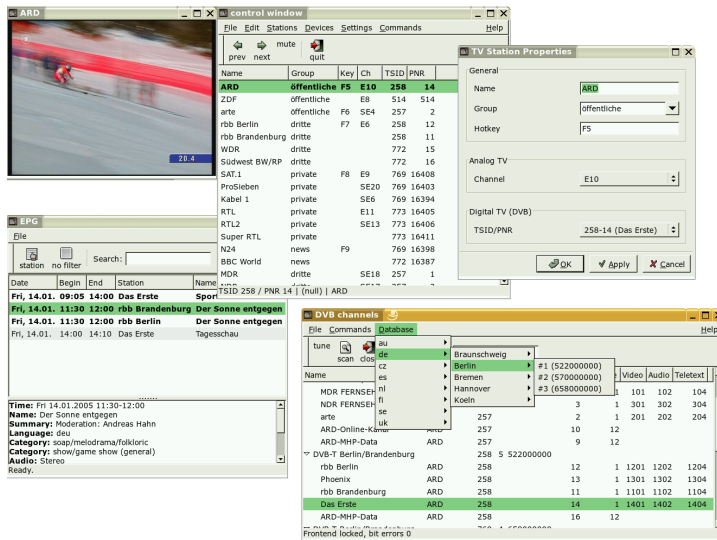 ARD
20.4
control window
File Edit Stations Devices Settings Commands Help
prev next mute quit
Name Group Key Ch TSID PNR
ARD öffentliche F5 E10 258 14
ZDF öffentliche E8 514 514
arte öffentliche F6 SE4 257 2
rbb Berlin dritte F7 E6 258 12
rbb Brandenburg dritte 258 11
WDR dritte 772 15
Südwest BW/RP dritte 772 16
SAT.1 private F8 E9 769 16408
ProSieben private SE20 769 16403
Kabel 1 private SE6 769 16394
RTL private E11 773 16405
RTL2 private SE13 773 16406
Super RTL private 773 16411
N24 news F9 769 16398
BBC World news 772 16387
MDR dritte SE18 257 1
TSID 258 / PNR 14 | (null) | ARD
TV Station Properties
General
Name ARD
Group öffentliche
Hotkey F5
Analog TV
Channel E10
Digital TV (DVB)
TSID/PNR 258-14 (Das Erste)
OK Apply Cancel
EPG
File
station no filter Search:
Date Begin End Station Name
Fri, 14.01. 09:05 14:00 Das Erste Sport
Fri, 14.01. 11:30 12:00 rbb Brandenburg Der Sonne entgegen
Fri, 14.01. 11:30 12:00 rbb Berlin Der Sonne entgegen
Fri, 14.01. 14:00 14:10 Das Erste Tagesschau
Time: Fri 14.01.2005 11:30-12:00
Name: Der Sonne entgegen
Summary: Moderation: Andreas Hahn
Language: deu
Category: soap/melodrama/folkloric
Category: show/game show (general)
Audio: Stereo
Ready.
DVB channels
File Commands Database Help
tune scan clos
au
de
cz
es
nl
fi
se
uk
Braunschweig
Berlin
Bremen
Hannover
Koeln
#1 (522000000)
#2 (570000000)
#3 (658000000)
Name Video Audio Teletext
MDR FERNSEH 1 101 102 104
NDR FERNSEH 3 1 301 302 304
arte 257 2 1 201 202 204
ARD-Online-Kanal ARD 257 10 12
ARD-MHP-Data ARD 257 9 12
DVB-T Berlin/Brandenburg 258 5 522000000
rbb Berlin ARD 258 12 1 1201 1202 1204
Phoenix ARD 258 13 1 1301 1302 1304
rbb Brandenburg ARD 258 11 1 1101 1102 1104
Das Erste ARD 258 14 1 1401 1402 1404
ARD-MHP-Data ARD 258 16 12
Frontend locked, bit errors 0